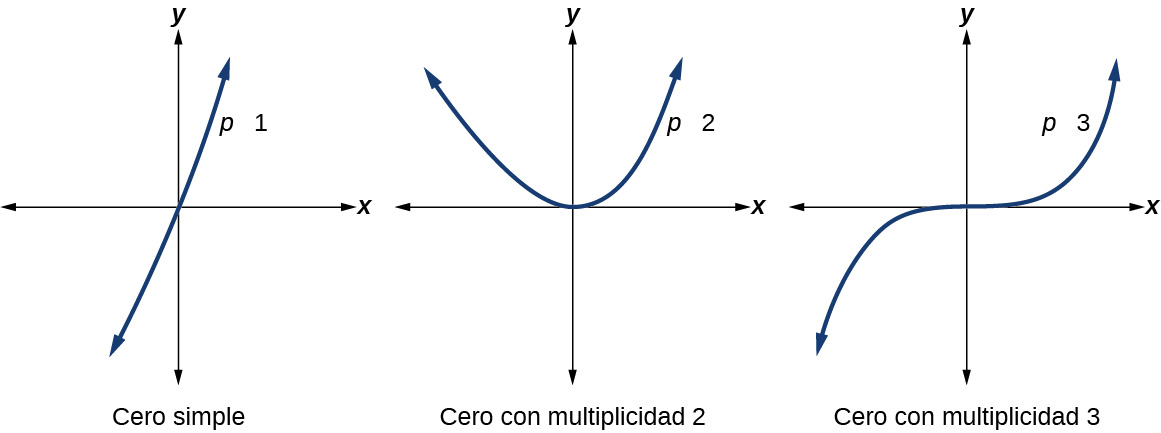 y
x
p 1
Cero simple
y
x
p 2
Cero con multiplicidad 2
y
x
p 3
Cero con multiplicidad 3